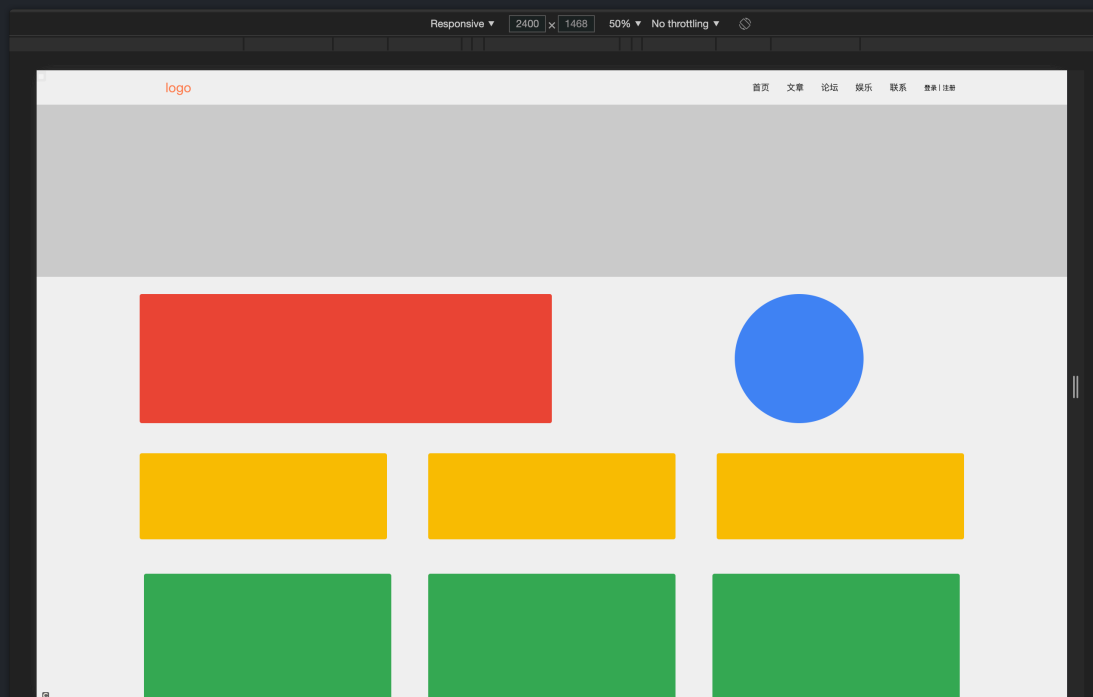 Responsive ▼ 2400 × 1468 50% ▼ No throttling ▼
logo 首页 文章 论坛 娱乐 联系 登录 | 注册